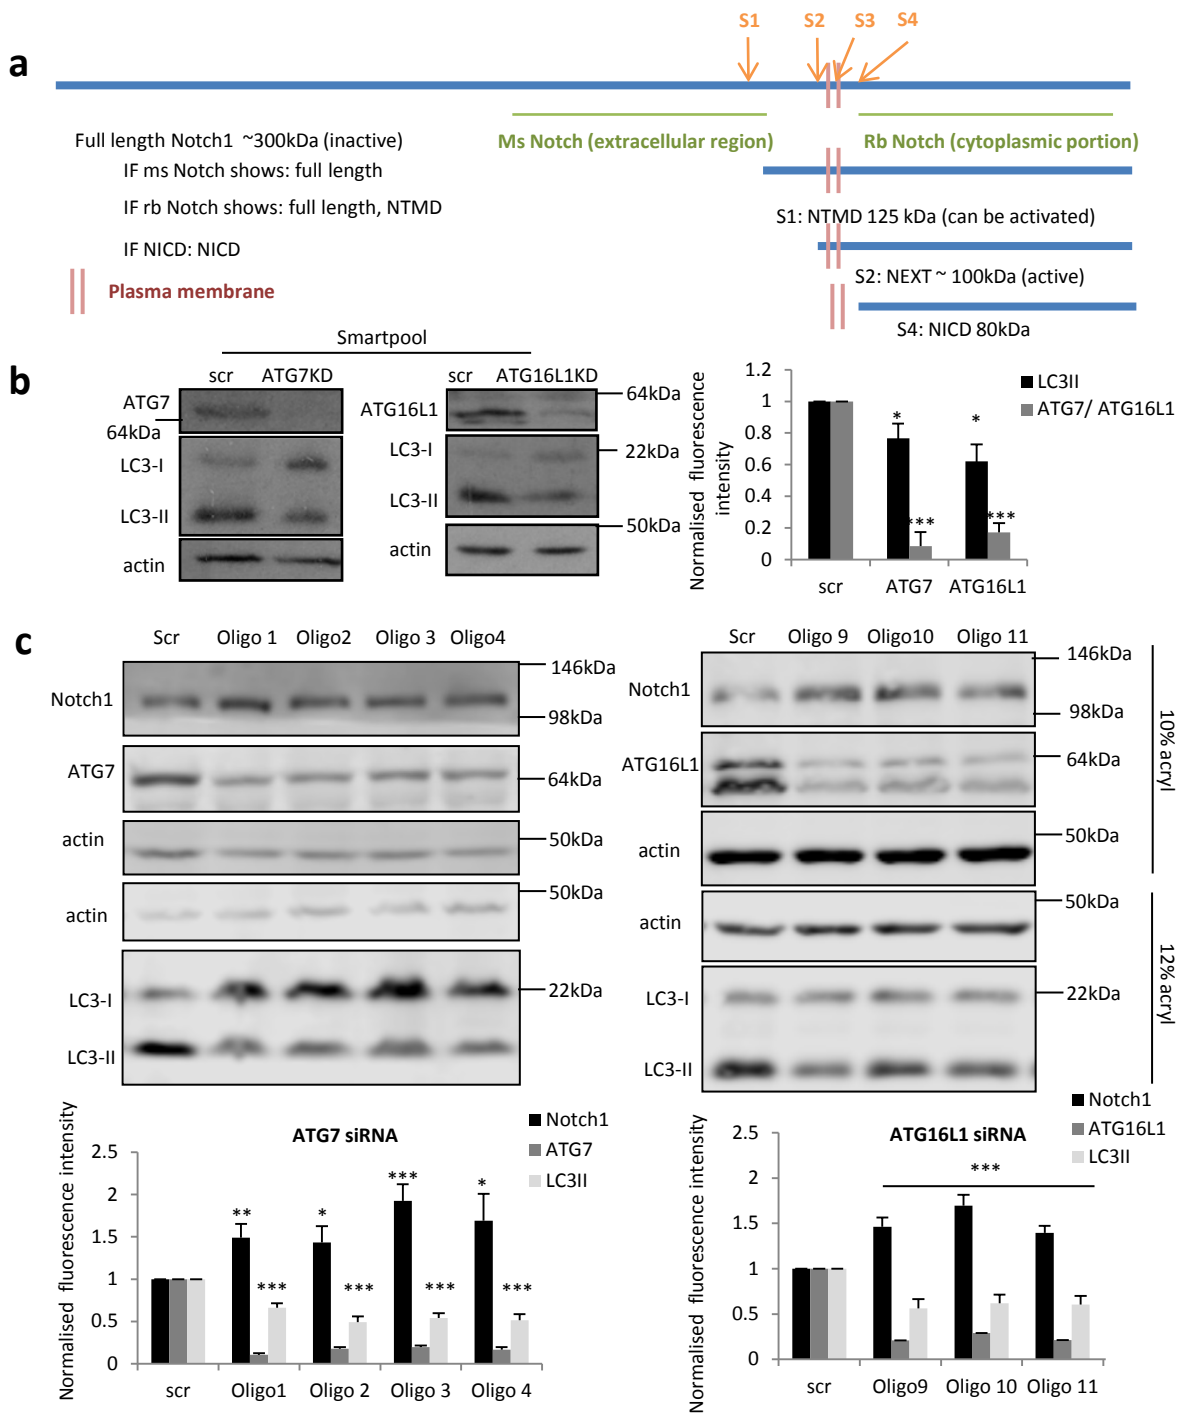 a
S1 S2 S3 S4
Full length Notch1 ~300kDa (inactive)
Ms Notch (extracellular region)
Rb Notch (cytoplasmic portion)
IF ms Notch shows: full length
IF rb Notch shows: full length, NTMD
S1: NTMD 125 kDa (can be activated)
IF NICD: NICD
S2: NEXT ~ 100kDa (active)
Plasma membrane
S4: NICD 80kDa
b
Smartpool
scr ATG7KD
ATG7
64kDa
LC3-I
LC3-II
actin
scr ATG16L1KD
64kDa
ATG16L1
LC3-I
22kDa
LC3-II
50kDa
actin
Normalised fluorescence
intensity
1.2
1
0.8
0.6
0.4
0.2
0
LC3II
ATG7/ ATG16L1
* *
*** ***
scr ATG7 ATG16L1
c
Scr Oligo 1 Oligo2 Oligo 3 Oligo4
146kDa
Notch1
98kDa
ATG7
64kDa
50kDa
actin
50kDa
actin
LC3-I
22kDa
LC3-II
Scr Oligo 9 Oligo10 Oligo 11
146kDa
Notch1
98kDa
ATG16L1
64kDa
50kDa
actin
10% acryl
50kDa
actin
LC3-I
22kDa
LC3-II
12% acryl
ATG7 siRNA
Notch1
ATG7
LC3II
Normalised fluorescence intensity
2.5
2
1.5
1
0.5
0
** * *** *
*** *** *** ***
scr Oligo1 Oligo 2 Oligo 3 Oligo 4
ATG16L1 siRNA
Notch1
ATG16L1
LC3II
Normalised fluorescence intensity
2.5
2
1.5
1
0.5
0
***
scr Oligo9 Oligo 10 Oligo 11